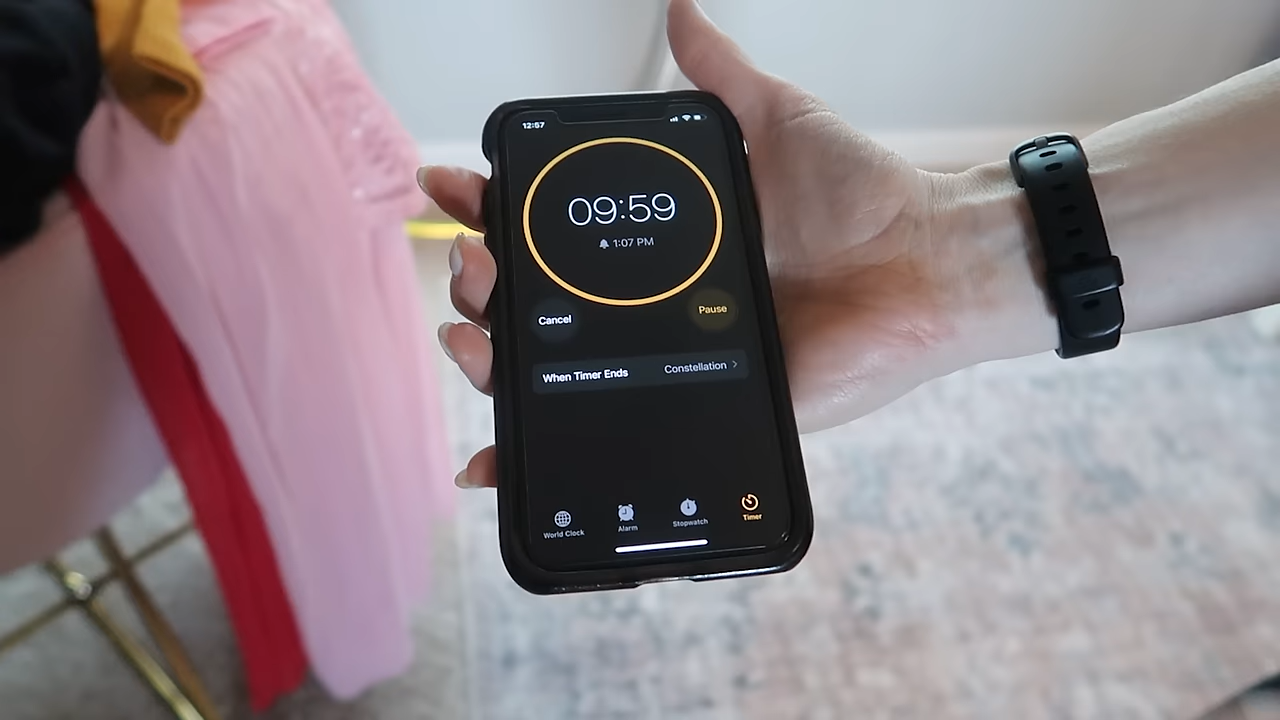 12:57
09:59
1:07 PM
Cancel
Pause
When Timer Ends
Constellation
World Clock
Alarm
Stopwatch
Timer